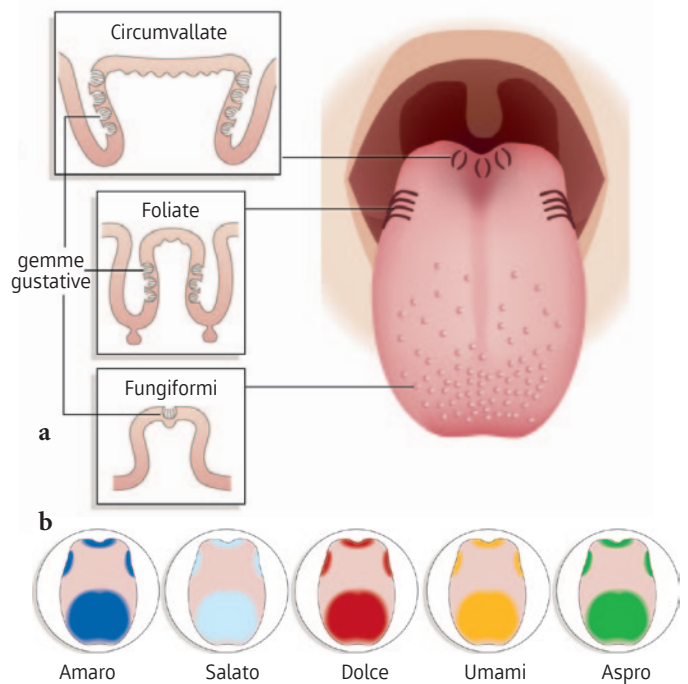 Circumvallate
Foliate
gemme
gustative
Fungiformi
a
b
Amaro
Salato
Dolce
Umami
Aspro